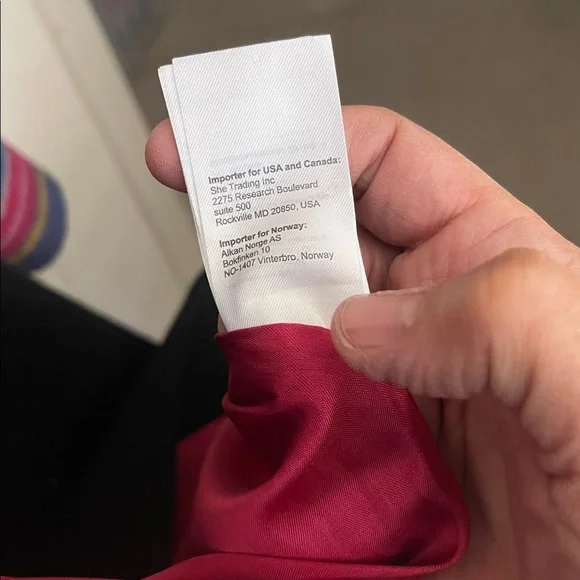 Importer for USA and Canada:
She Trading Inc
2275 Research Boulevard
suite 500
Rockville MD 20850, USA
Importer for Norway:
Alkan Norge AS
Bokfinken 10
NO-1407 Vinterbro, Norway